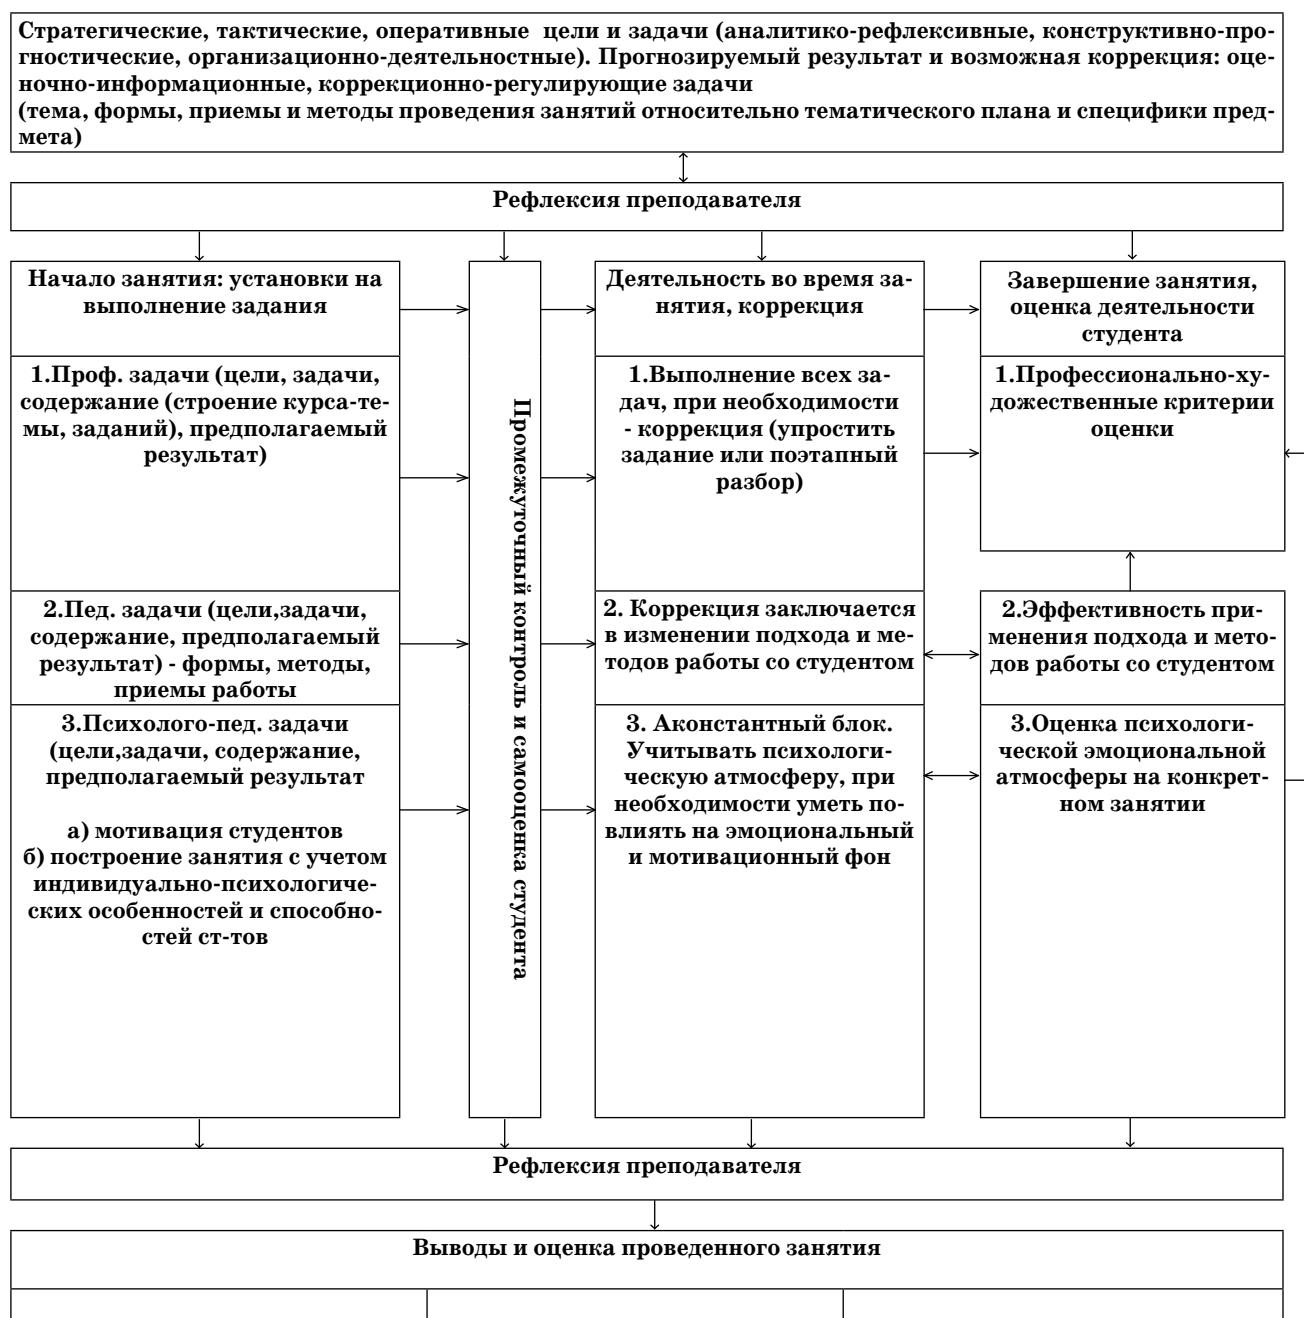 Стратегические, тактические, оперативные  цели и задачи (аналитико-рефлексивные, конструктивно-про-
гностические, организационно-деятельностные). Прогнозируемый результат и возможная коррекция: оце-
ночно-информационные, коррекционно-регулирующие задачи
(тема, формы, приемы и методы проведения занятий относительно тематического плана и специфики пред-
мета)
Рефлексия преподавателя
Начало занятия: установки на
выполнение задания
1.Проф. задачи (цели, задачи,
содержание (строение курса-те-
мы, заданий), предполагаемый
результат)
2.Пед. задачи (цели,задачи,
содержание, предполагаемый
результат) - формы, методы,
приемы работы
3.Психолого-пед. задачи
(цели,задачи, содержание,
предполагаемый результат
а) мотивация студентов
б) построение занятия с учетом
индивидуально-психологиче-
ских особенностей и способно-
стей ст-тов
Промежуточный контроль и самооценка студента
Деятельность во время за-
нятия, коррекция
1.Выполнение всех за-
дач, при необходимости
- коррекция (упростить
задание или поэтапный
разбор)
2. Коррекция заключается
в изменении подхода и ме-
тодов работы со студентом
3. Аконстантный блок.
Учитывать психологи-
ческую атмосферу, при
необходимости уметь по-
влиять на эмоциональный
и мотивационный фон
Завершение занятия,
оценка деятельности
студента
1.Профессионально-ху-
дожественные критерии
оценки
2.Эффективность при-
менения подхода и мето-
дов работы со студентом
3.Оценка психологи-
ческой эмоциональной
атмосферы на конкрет-
ном занятии
Рефлексия преподавателя
Выводы и оценка проведенного занятия